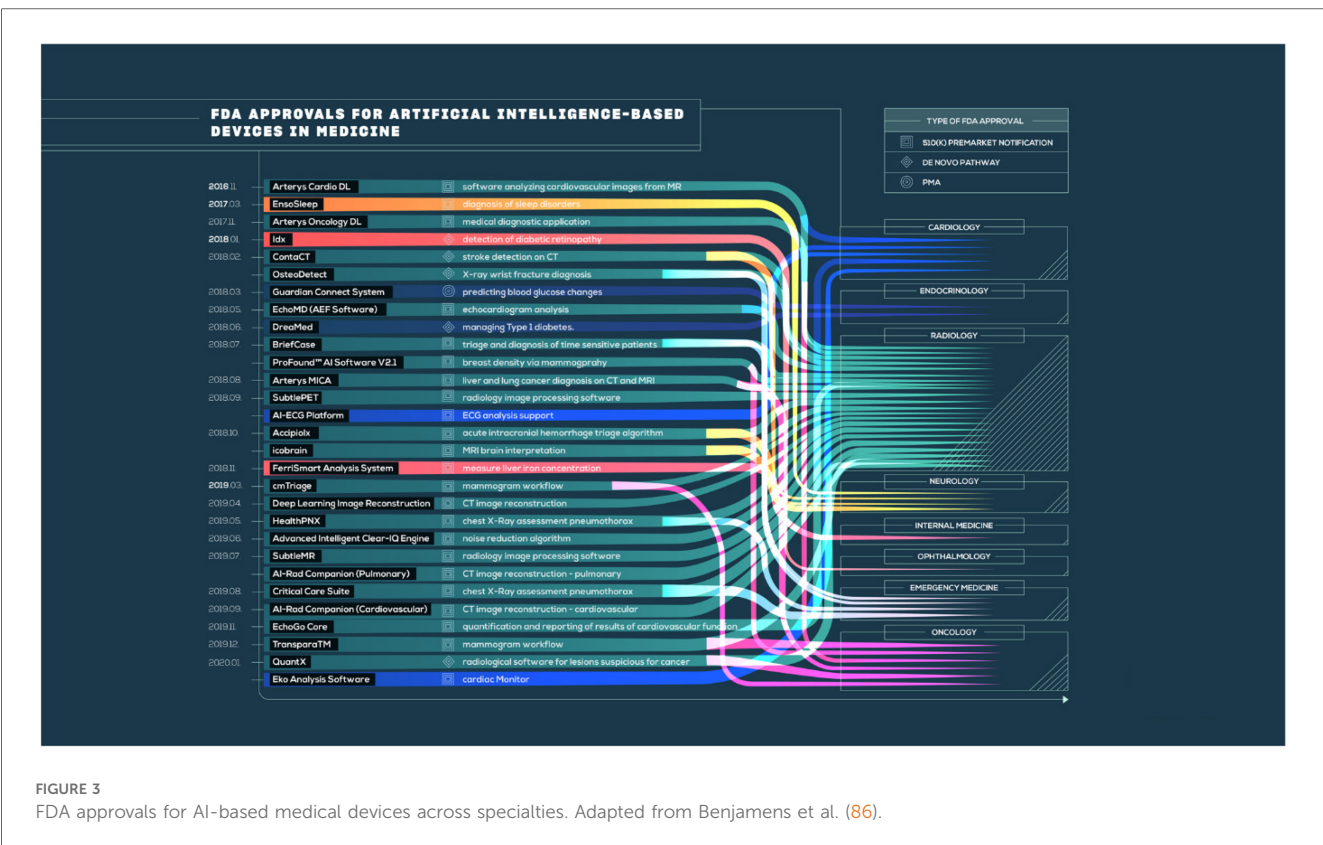 FDA APPROVALS FOR ARTIFICIAL INTELLIGENCE-BASED
DEVICES IN MEDICINE
TYPE OF FDA APPROVAL
510(K) PREMARKET NOTIFICATION
DE NOVO PATHWAY
PMA
2016.11. Arterys Cardio DL software analyzing cardiovascular images from MR
2017.03. EnsoSleep diagnosis of sleep disorders
2017.11. Arterys Oncology DL medical diagnostic application
2018.01. Idx detection of diabetic retinopathy
2018.02. ContaCT stroke detection on CT
OsteoDetect X-ray wrist fracture diagnosis
2018.03. Guardian Connect System predicting blood glucose changes
2018.05. EchoMD (AEF Software) echocardiogram analysis
2018.06. DreaMed managing Type 1 diabetes.
2018.07. BriefCase triage and diagnosis of time sensitive patients
ProFound™ AI Software V2.1 breast density via mammogprahy
2018.08. Arterys MICA liver and lung cancer diagnosis on CT and MRI
2018.09. SubtlePET radiology image processing software
AI-ECG Platform ECG analysis support
2018.10. Accipiolx acute intracranial hemorrhage triage algorithm
icobrain MRI brain interpretation
2018.11. FerriSmart Analysis System measure liver iron concentration
2019.03. cmTriage mammogram workflow
2019.04. Deep Learning Image Reconstruction CT image reconstruction
2019.05. HealthPNX chest X-Ray assessment pneumothorax
2019.06. Advanced Intelligent Clear-IQ Engine noise reduction algorithm
2019.07 SubtleMR radiology image processing software
AI-Rad Companion (Pulmonary) CT image reconstruction - pulmonary
2019.08. Critical Care Suite chest X-Ray assessment pneumothorax
2019.09. AI-Rad Companion (Cardiovascular) CT image reconstruction - cardiovascular
2019.11. EchoGo Core quantification and reporting of results of cardiovascular function
2019.12. TransparaTM mammogram workflow
2020.01. QuantX radiological software for lesions suspicious for cancer
Eko Analysis Software cardiac Monitor
CARDIOLOGY
ENDOCRINOLOGY
RADIOLOGY
NEUROLOGY
INTERNAL MEDICINE
OPHTHALMOLOGY
EMERGENCY MEDICINE
ONCOLOGY
FIGURE 3
FDA approvals for AI-based medical devices across specialties. Adapted from Benjamens et al. (86).